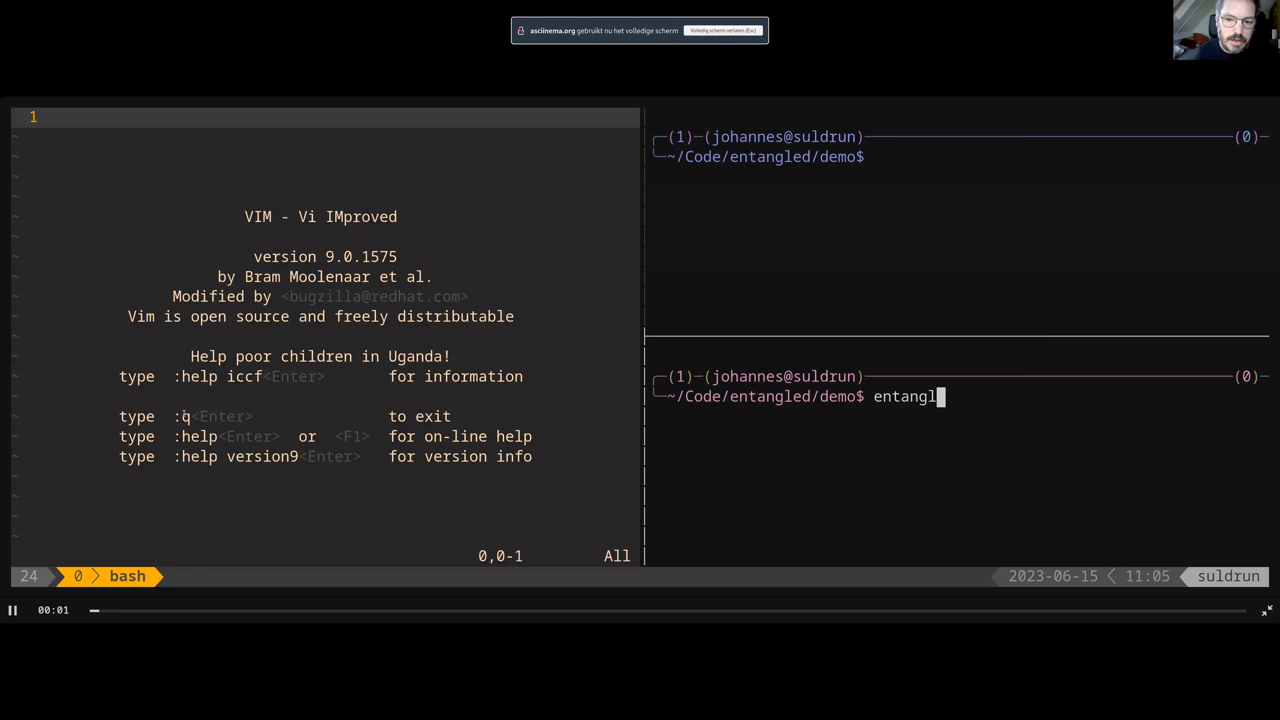 asciinema.org gebruikt nu het volledige scherm Volledig scherm verlaten (Esc)
1
~
~
~
~
~ VIM - Vi IMproved
~
~ version 9.0.1575
~ by Bram Moolenaar et al.
~ Modified by <bugzilla@redhat.com>
~ Vim is open source and freely distributable
~
~ Help poor children in Uganda!
~ type :help iccf<Enter> for information
~
~ type :q<Enter> to exit
~ type :help<Enter> or <F1> for on-line help
~ type :help version9<Enter> for version info
~
~
~
~
0,0-1 All
(1)-(johannes@suldrun) (0)
~/Code/entangled/demo$
(1)-(johannes@suldrun) (0)
~/Code/entangled/demo$ entangl
24 0 bash 2023-06-15 11:05 suldrun
00:01